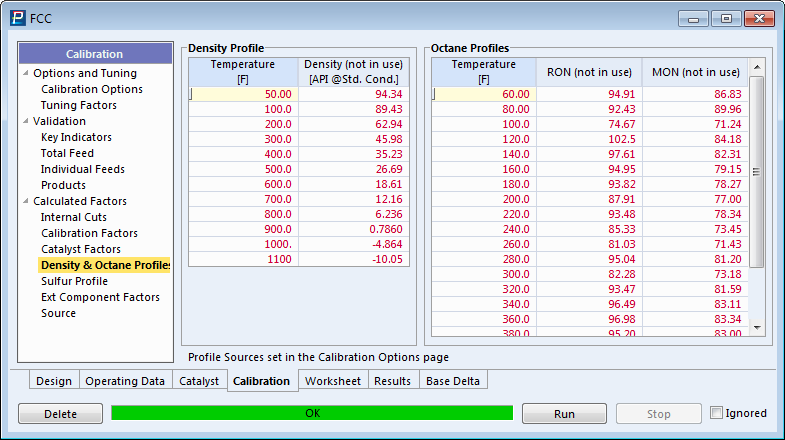 FCC
Calibration
Options and Tuning
Calibration Options
Tuning Factors
Validation
Key Indicators
Total Feed
Individual Feeds
Products
Calculated Factors
Internal Cuts
Calibration Factors
Catalyst Factors
Density & Octane Profiles
Sulfur Profile
Ext Component Factors
Source
Density Profile
Temperature Density (not in use)
[F] [API @Std. Cond.]
50.00 94.34
100.0 89.43
200.0 62.94
300.0 45.98
400.0 35.23
500.0 26.69
600.0 18.61
700.0 12.16
800.0 6.236
900.0 0.7860
1000. -4.864
1100 -10.05
Octane Profiles
Temperature
[F] RON (not in use) MON (not in use)
60.00 94.91 86.83
80.00 92.43 89.96
100.0 74.67 71.24
120.0 102.5 84.18
140.0 97.61 82.31
160.0 94.95 79.15
180.0 93.82 78.27
200.0 87.91 77.00
220.0 93.48 78.34
240.0 85.33 73.45
260.0 81.03 71.43
280.0 95.04 81.20
300.0 82.28 73.18
320.0 93.47 81.59
340.0 96.49 83.11
360.0 96.98 83.34
380.0 95.20 83.00
Profile Sources set in the Calibration Options page
Design Operating Data Catalyst Calibration Worksheet Results Base Delta
Delete OK Run Stop Ignored